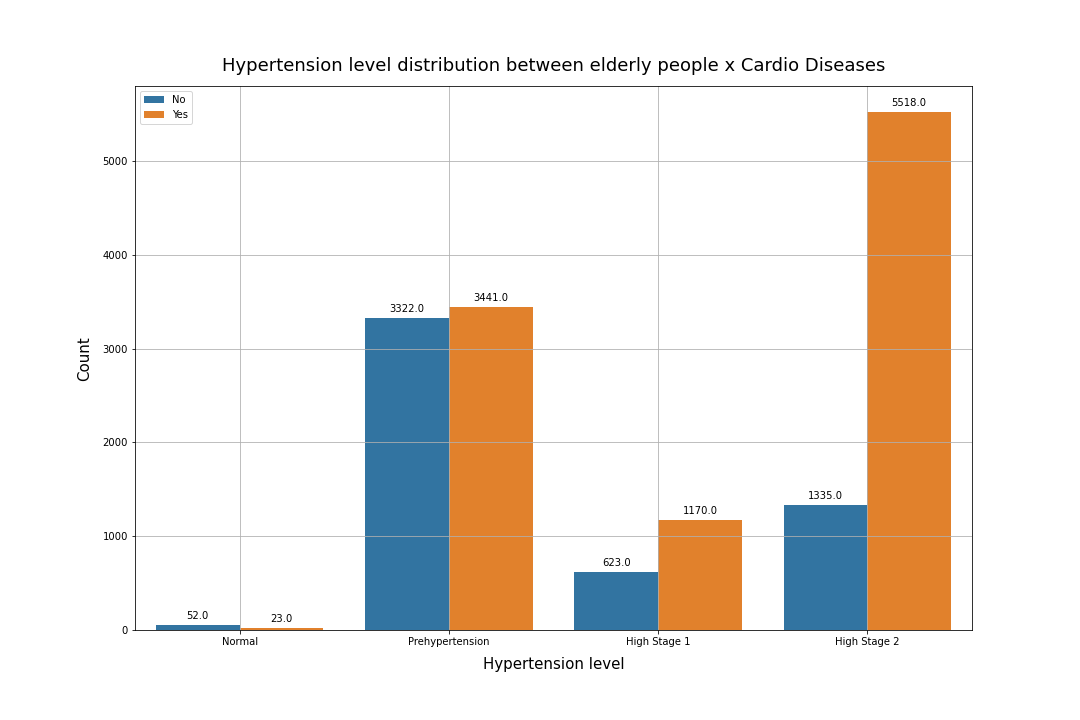 Hypertension level distribution between elderly people x Cardio Diseases
No
Yes
5518.0
5000
4000
3322.0
3441.0
3000
Count
2000
1335.0
1170.0
1000
623.0
52.0
23.0
0
Normal
Prehypertension
High Stage 1
High Stage 2
Hypertension level